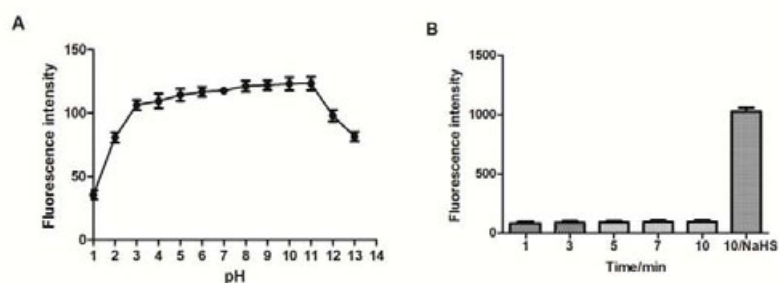 A
Fluorescence intensity
150
100
50
0
1 2 3 4 5 6 7 8 9 10 11 12 13 14
pH
B
Fluorescence intensity
1500
1000
500
0
1 3 5 7 10 10/NaHS
Time/min